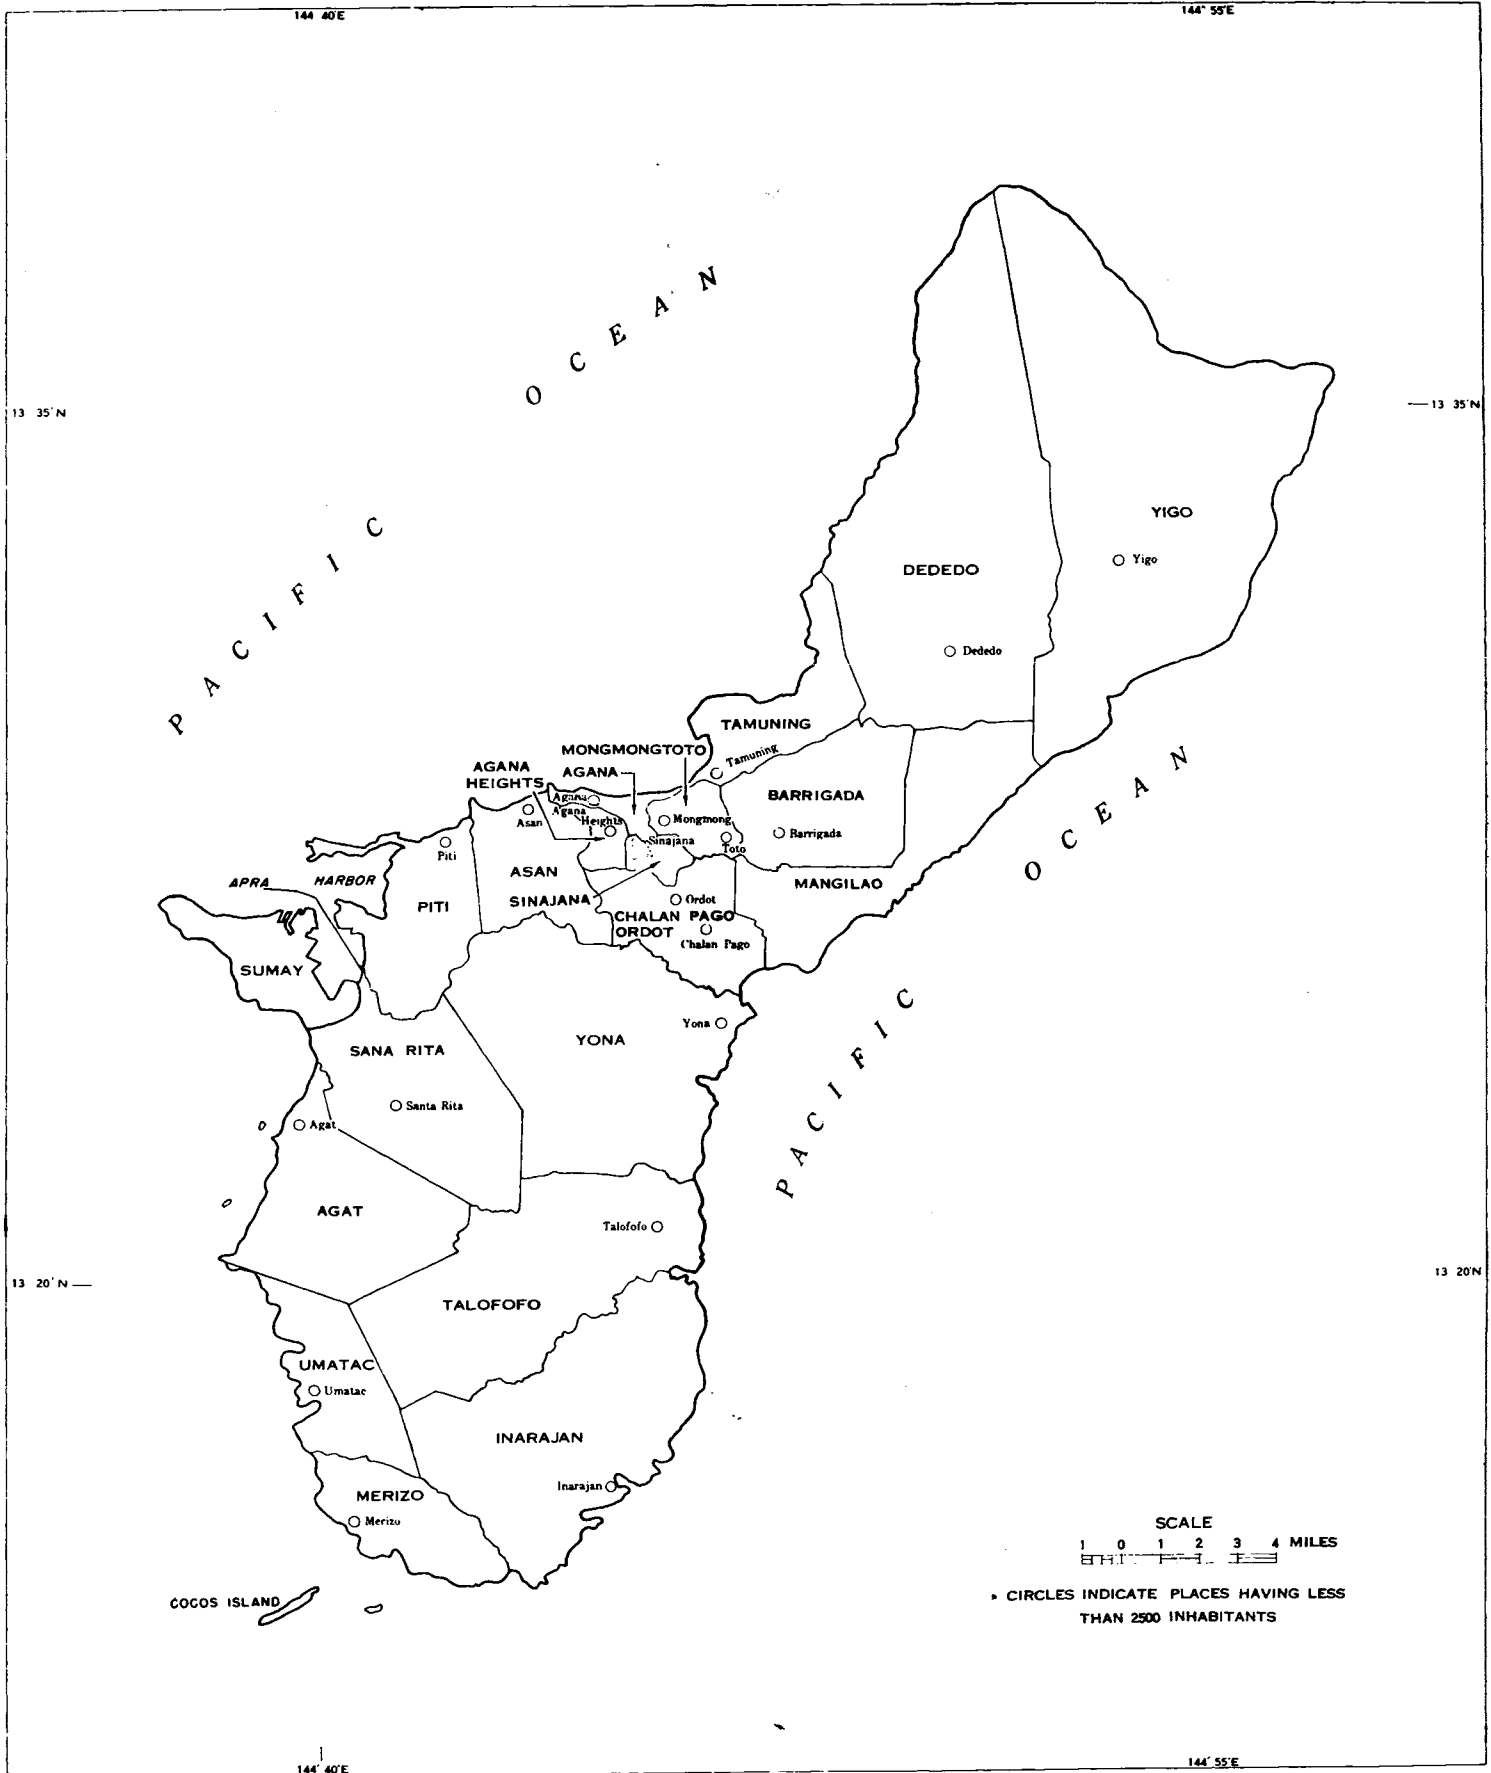 144 40'E
144° 55'E
PACIFIC OCEAN
13 35'N
13 35'N
YIGO
Yigo
DEDEDO
Dededo
TAMUNING
Tamuning
MONGMONGTOTO
AGANA
HEIGHTS
AGANA
Agana
Agana
Heights
Asan
Mongmong
Sinajana
Toto
BARRIGADA
Barrigada
Piti
ASAN
APRA
HARBOR
PITI
SINAJANA
MANGILAO
Ordot
CHALAN PAGO
ORDOT
Chalan Pago
SUMAY
PACIFIC OCEAN
Yona
YONA
SANA RITA
Santa Rita
Agat
AGAT
Talofofo
13 20'N
13 20'N
TALOFOFO
UMATAC
Umatac
INARAJAN
Inarajan
MERIZO
Merizo
COCOS ISLAND
SCALE
1 0 1 2 3 4 MILES
CIRCLES INDICATE PLACES HAVING LESS
THAN 2500 INHABITANTS
144° 40'E
144° 55'E